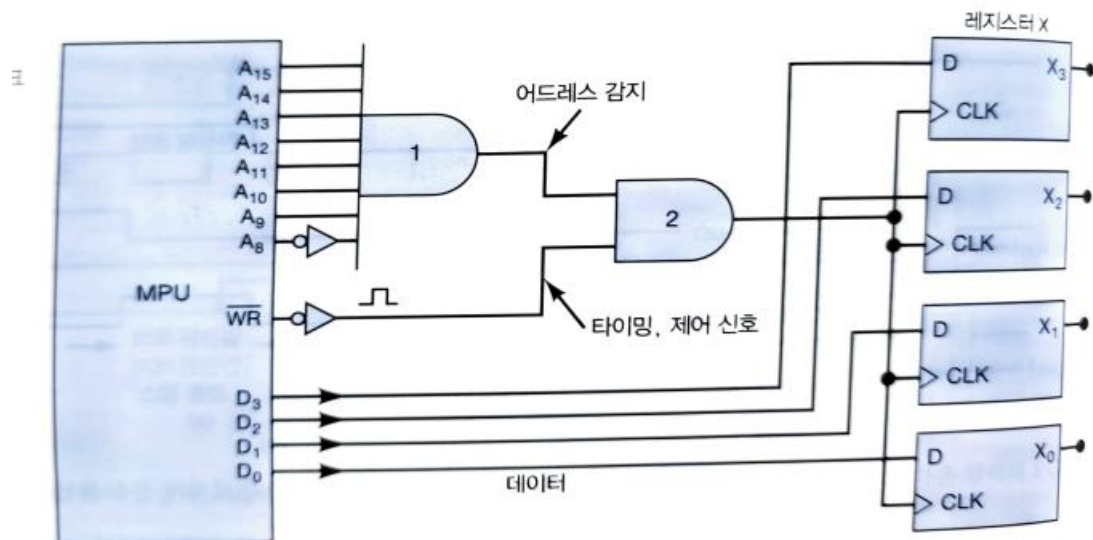 레지스터 X
A15
A14
A13
A12
A11
A10
A9
A8
1
어드레스 감지
2
MPU
W̅R̅
타이밍, 제어 신호
D3
D2
D1
D0
데이터
D
X3
CLK
D
X2
CLK
D
X1
CLK
D
X0
CLK